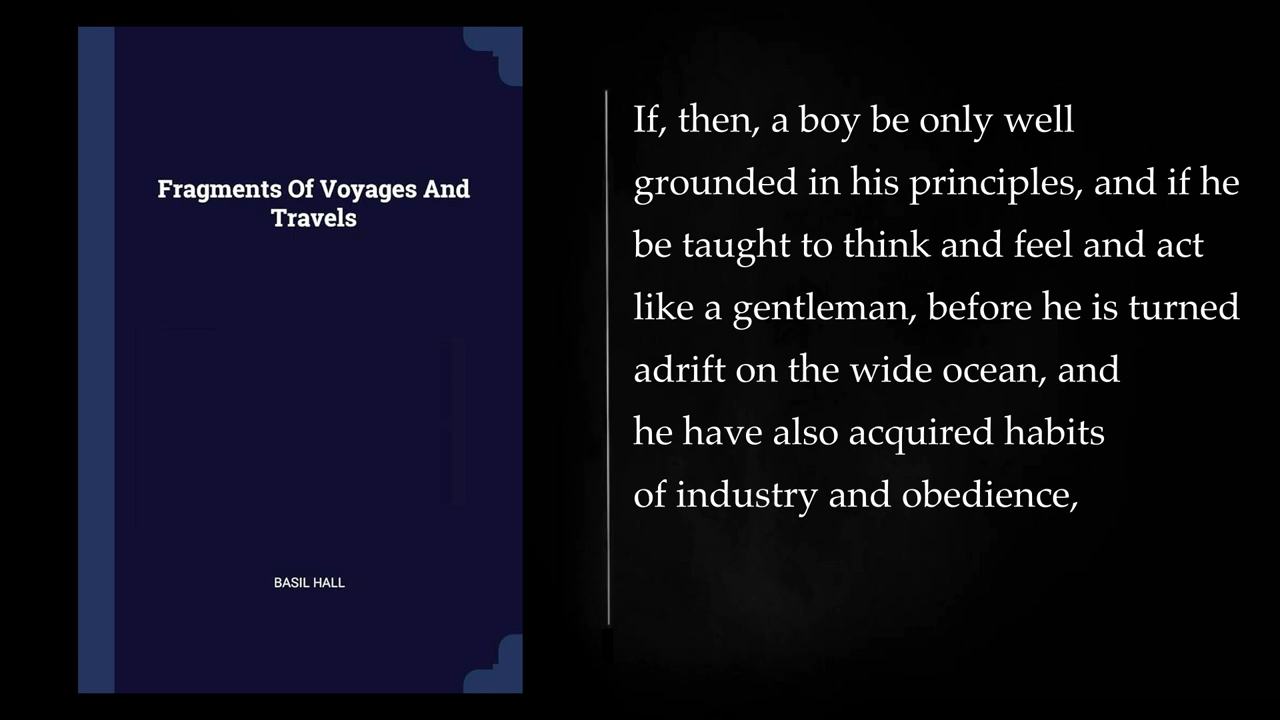 Fragments Of Voyages And
Travels
BASIL HALL
If, then, a boy be only well
grounded in his principles, and if he
be taught to think and feel and act
like a gentleman, before he is turned
adrift on the wide ocean, and
he have also acquired habits
of industry and obedience,